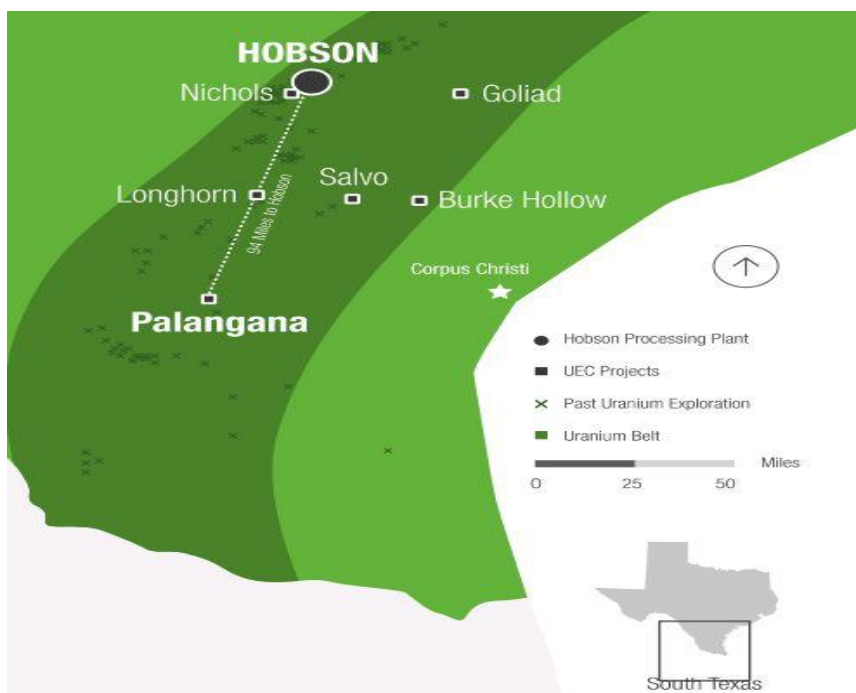 HOBSON
Nichols
Goliad
Longhorn
Salvo
Burke Hollow
94 Miles to Hobson
Corpus Christi
Palangana
Hobson Processing Plant
UEC Projects
Past Uranium Exploration
Uranium Belt
Miles
0 25 50
South Texas